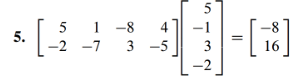 5. [5 1 -8 4; -2 -7 3 -5] [5; -1; 3; -2] = [-8; 16]